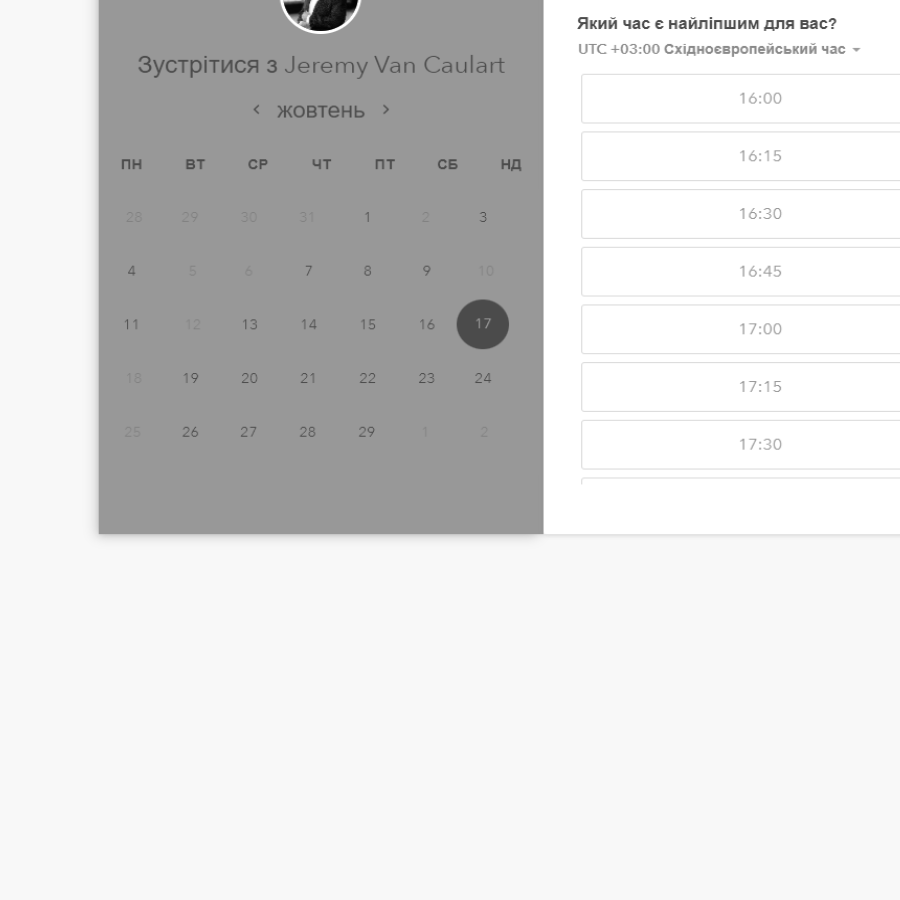 Зустрітися з Jeremy Van Caulart
жовтень
ПН ВТ СР ЧТ ПТ СБ НД
28 29 30 31 1 2 3
4 5 6 7 8 9 10
11 12 13 14 15 16 17
18 19 20 21 22 23 24
25 26 27 28 29 1 2
Який час є найліпшим для вас?
UTC +03:00 Східноєвропейський час
16:00
16:15
16:30
16:45
17:00
17:15
17:30